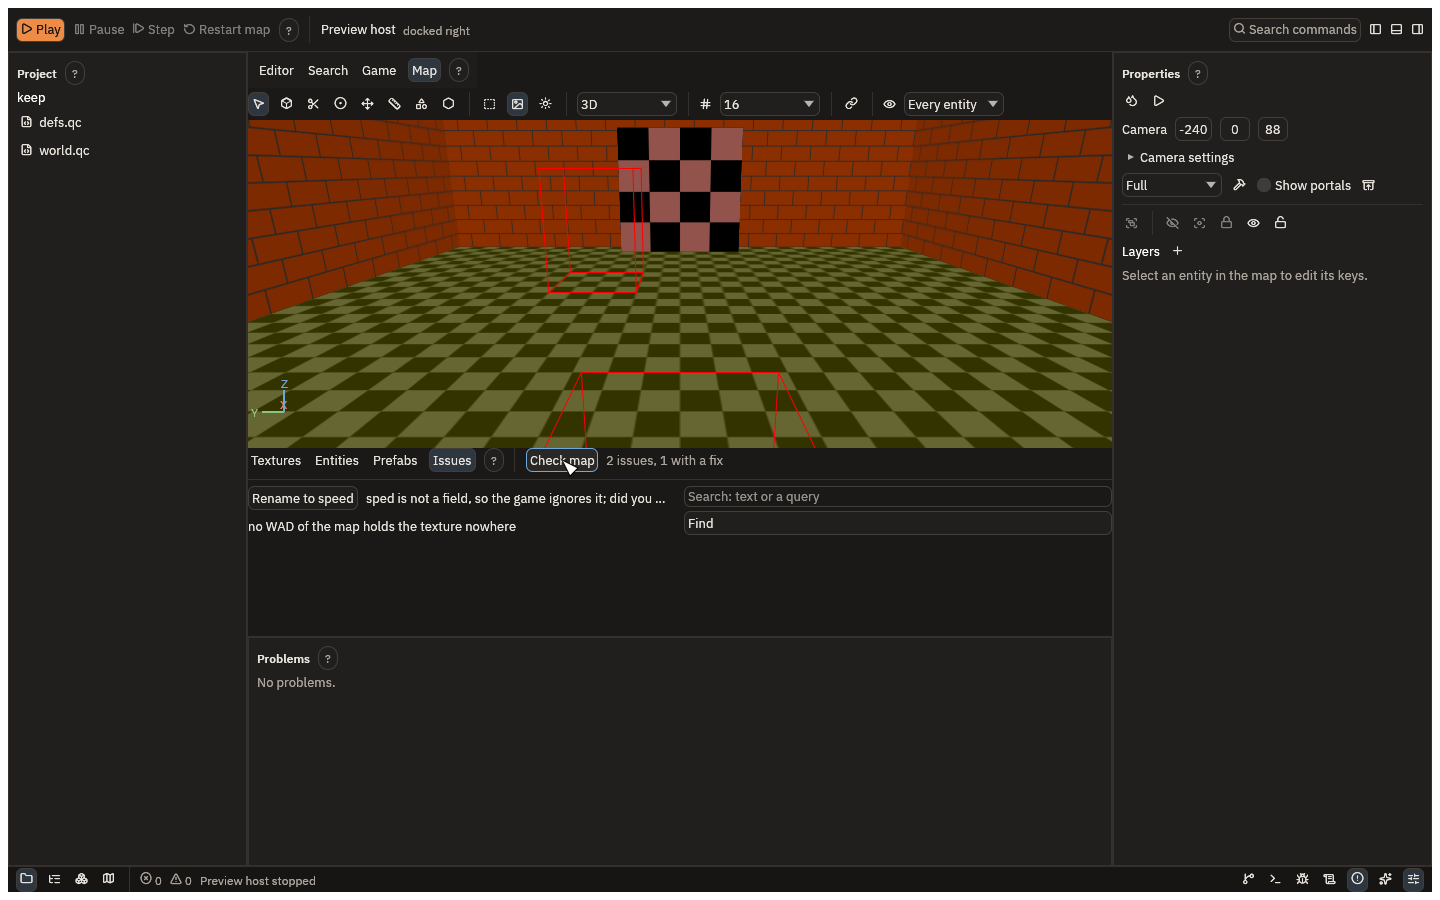 Play Pause Step Restart map ? Preview host docked right Search commands
Project ?
keep
defs.qc
world.qc
Editor Search Game Map ?
3D # 16 Every entity
Z
Y X
Textures Entities Prefabs Issues ? Check map 2 issues, 1 with a fix
Rename to speed sped is not a field, so the game ignores it; did you ...
no WAD of the map holds the texture nowhere
Search: text or a query
Find
Problems ?
No problems.
Properties ?
Camera -240 0 88
Camera settings
Full Show portals
Layers +
Select an entity in the map to edit its keys.
0 0 Preview host stopped